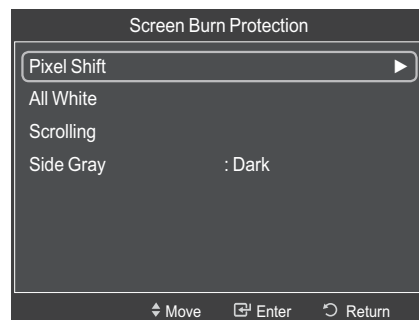 Screen Burn Protection
Pixel Shift
All White
Scrolling
Side Gray : Dark
Move Enter Return